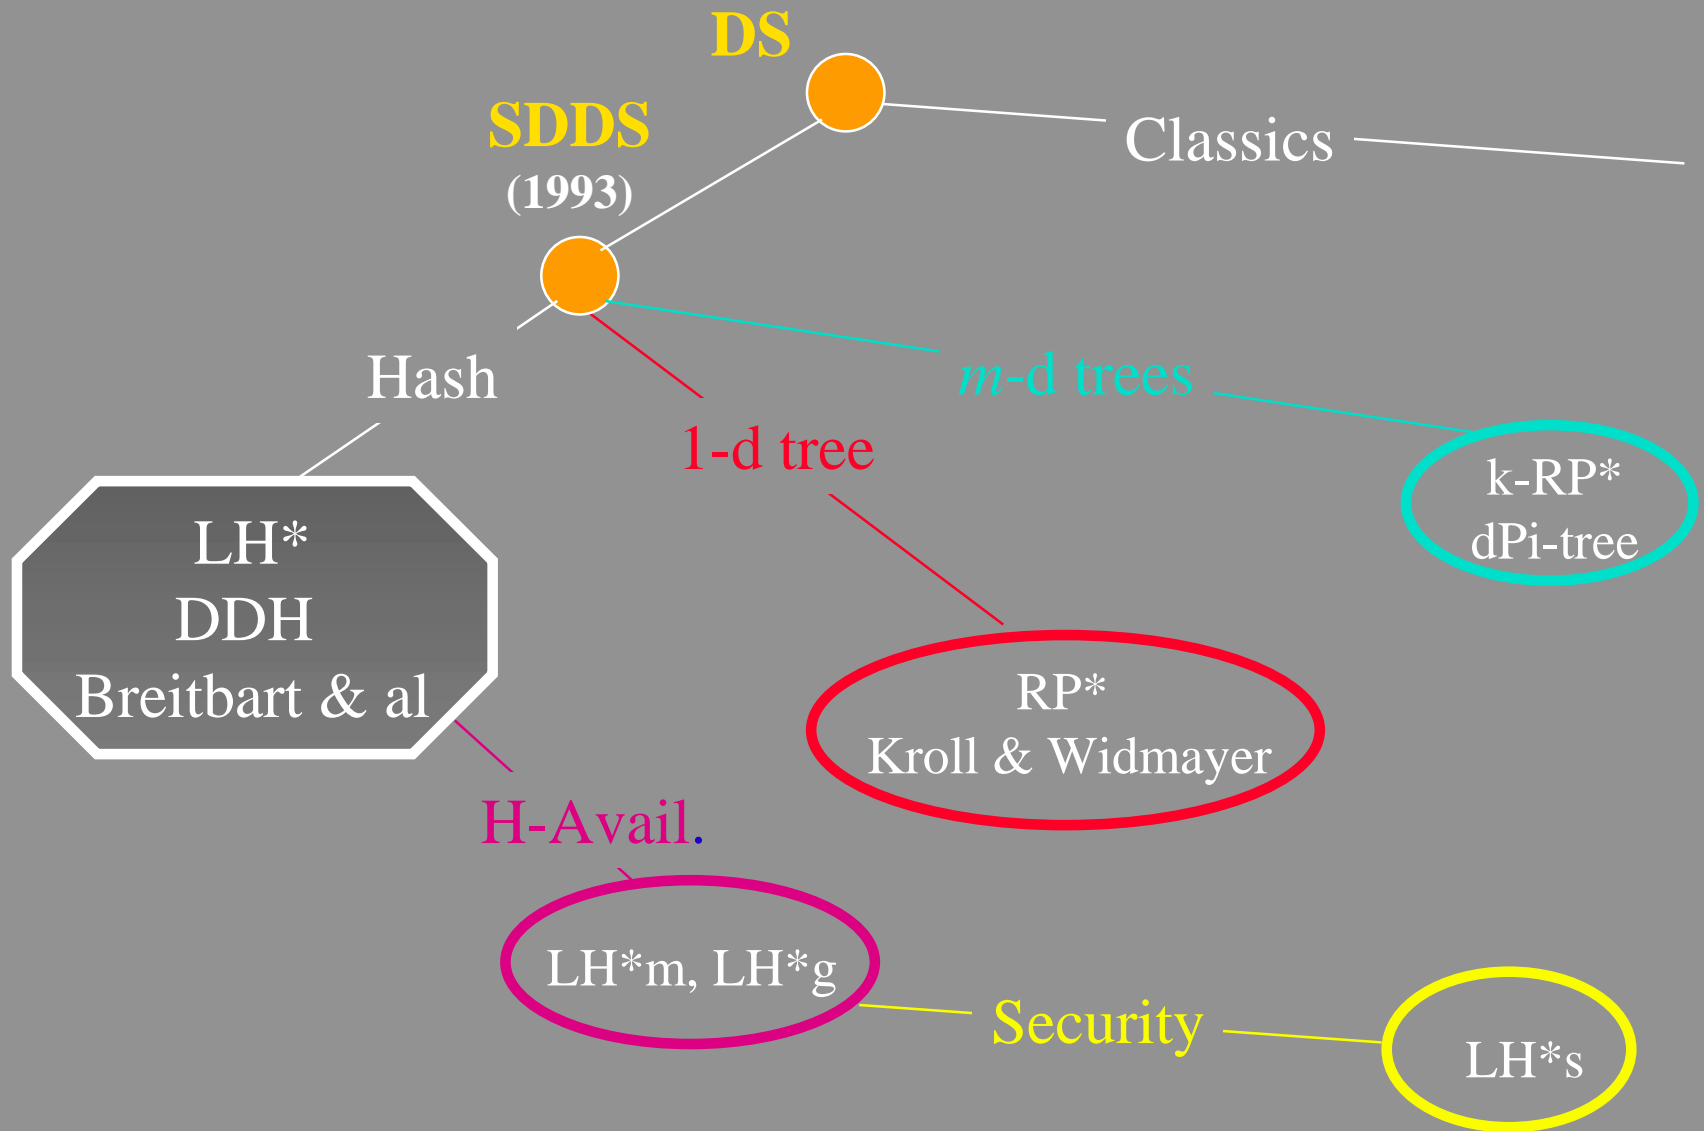 DS
SDDS
(1993)
Classics
Hash
m-d trees
1-d tree
k-RP*
dPi-tree
LH*
DDH
Breitbart & al
RP*
Kroll & Widmayer
H-Avail.
LH*m, LH*g
Security
LH*s